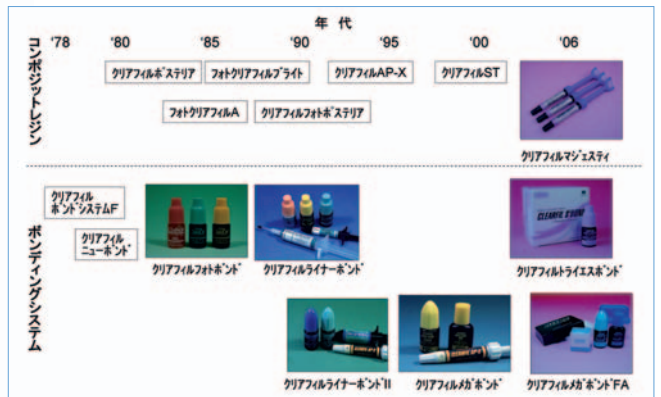 年 代
'78 '80 '85 '90 '95 '00 '06
コンポジットレジン
クリアフィルポステリア
フォトクリアフィルブライト
クリアフィルAP-X
クリアフィルST
フォトクリアフィルA
クリアフィルフォトポステリア
クリアフィルマジェスティ
ボンディングシステム
クリアフィル
ボンドシステムF
クリアフィル
ニューボンド
クリアフィルフォトボンド
クリアフィルライナーボンド
CLEARFIL S³ BOND
クリアフィルトライエスボンド
クリアフィルライナーボンドII
クリアフィルメガボンド
クリアフィルメガボンドFA